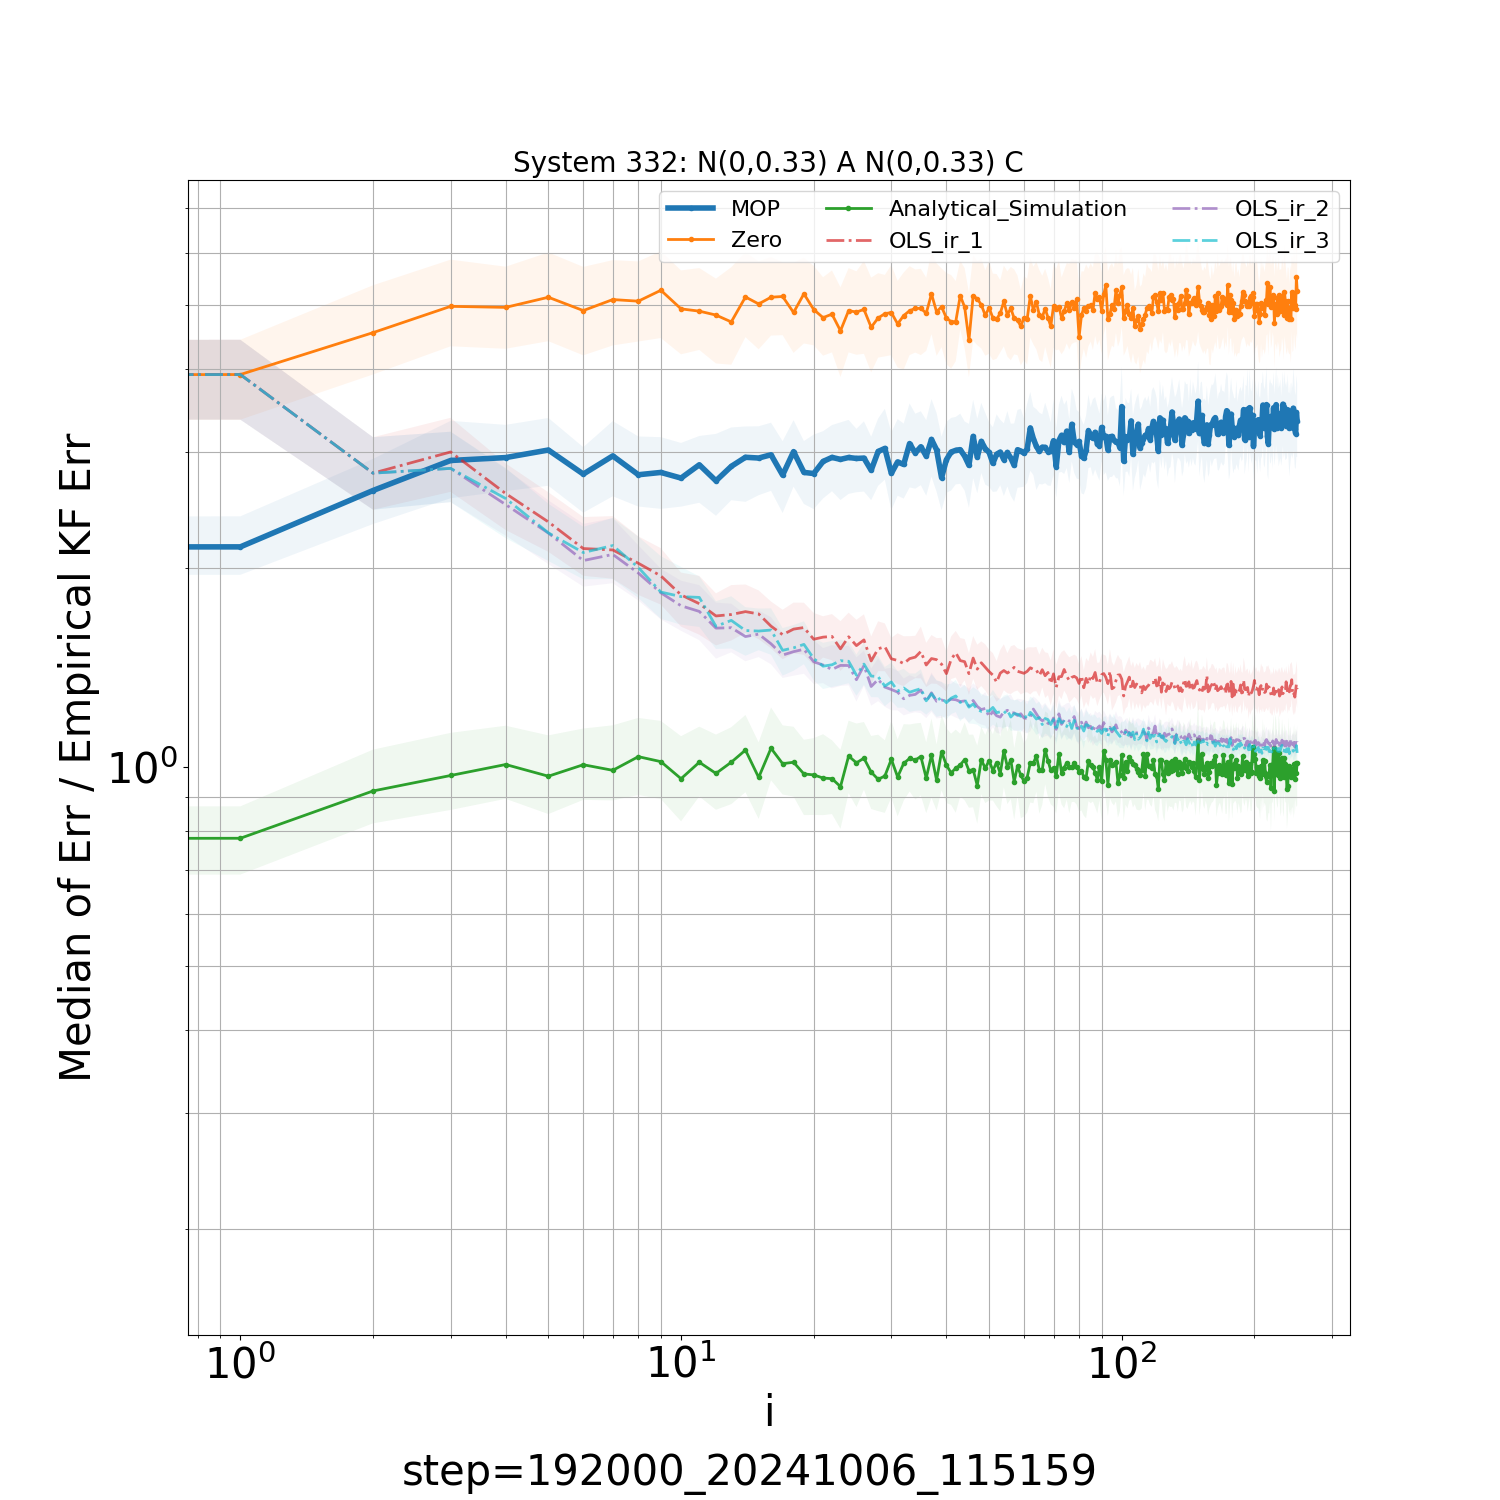 System 332: N(0,0.33) A N(0,0.33) C
MOP
Zero
Analytical_Simulation
OLS_ir_1
OLS_ir_2
OLS_ir_3
Median of Err / Empirical KF Err
10⁰
10⁰
10¹
10²
i
step=192000_20241006_115159